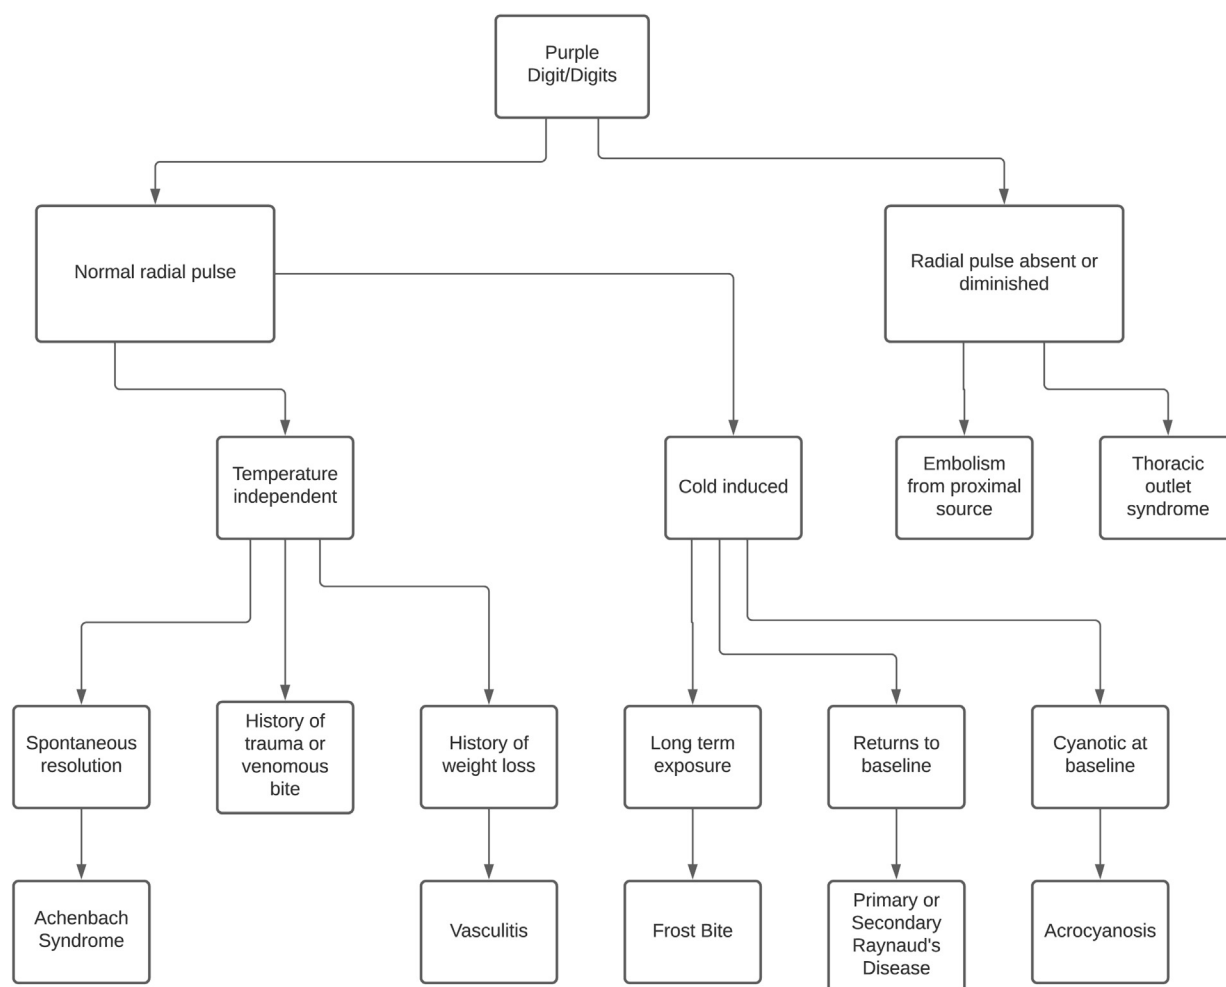 Purple
Digit/Digits
Normal radial pulse
Radial pulse absent or
diminished
Temperature
independent
Cold induced
Embolism
from proximal
source
Thoracic
outlet
syndrome
Spontaneous
resolution
History of
trauma or
venomous
bite
History of
weight loss
Long term
exposure
Returns to
baseline
Cyanotic at
baseline
Achenbach
Syndrome
Vasculitis
Frost Bite
Primary or
Secondary
Raynaud's
Disease
Acrocyanosis